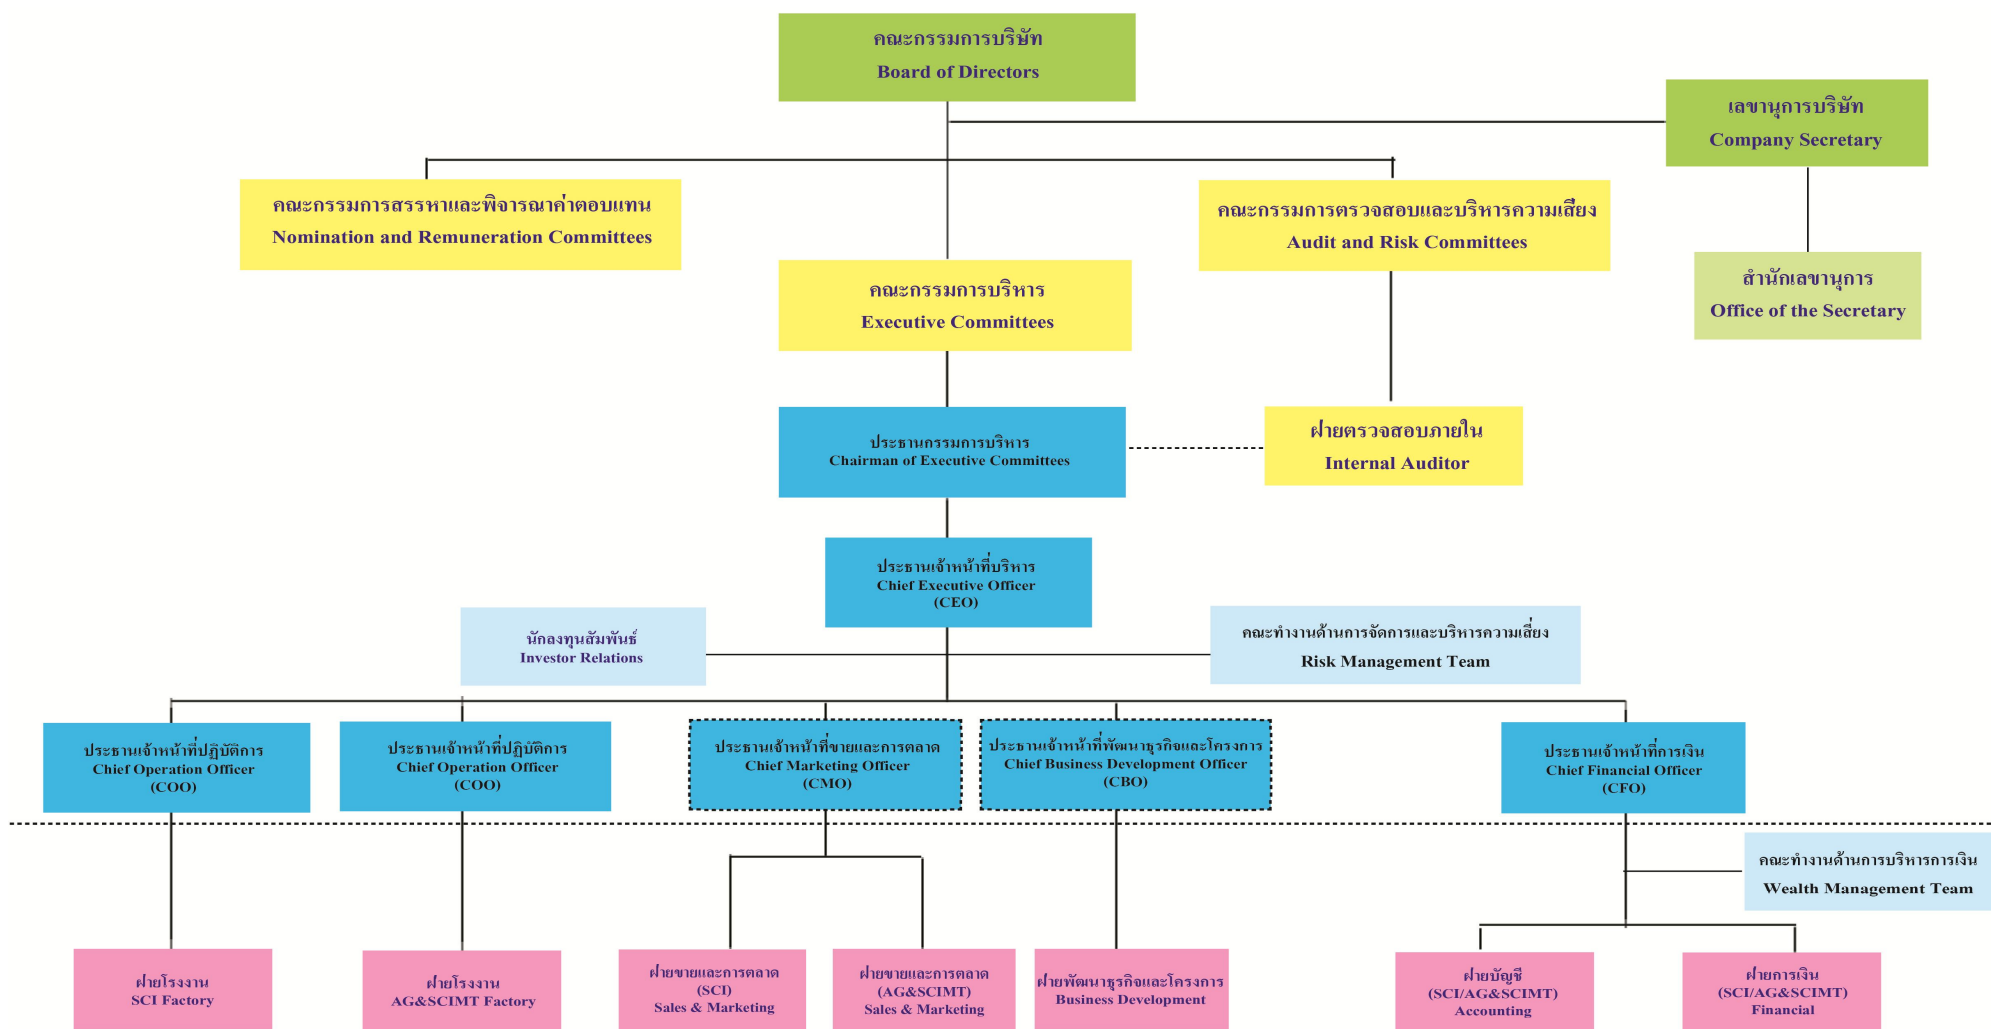 คณะกรรมการบริษัท
Board of Directors
เลขานุการบริษัท
Company Secretary
คณะกรรมการสรรหาและพิจารณาค่าตอบแทน
Nomination and Remuneration Committees
คณะกรรมการตรวจสอบและบริหารความเสี่ยง
Audit and Risk Committees
คณะกรรมการบริหาร
Executive Committees
สำนักเลขานุการ
Office of the Secretary
ประธานกรรมการบริหาร
Chairman of Executive Committees
ฝ่ายตรวจสอบภายใน
Internal Auditor
ประธานเจ้าหน้าที่บริหาร
Chief Executive Officer
(CEO)
นักลงทุนสัมพันธ์
Investor Relations
คณะทำงานด้านการจัดการและบริหารความเสี่ยง
Risk Management Team
ประธานเจ้าหน้าที่ปฏิบัติการ
Chief Operation Officer
(COO)
ประธานเจ้าหน้าที่ปฏิบัติการ
Chief Operation Officer
(COO)
ประธานเจ้าหน้าที่ขายและการตลาด
Chief Marketing Officer
(CMO)
ประธานเจ้าหน้าที่พัฒนาธุรกิจและโครงการ
Chief Business Development Officer
(CBO)
ประธานเจ้าหน้าที่การเงิน
Chief Financial Officer
(CFO)
คณะทำงานด้านการบริหารการเงิน
Wealth Management Team
ฝ่ายโรงงาน
SCI Factory
ฝ่ายโรงงาน
AG&SCIMT Factory
ฝ่ายขายและการตลาด
(SCI)
Sales & Marketing
ฝ่ายขายและการตลาด
(AG&SCIMT)
Sales & Marketing
ฝ่ายพัฒนาธุรกิจและโครงการ
Business Development
ฝ่ายบัญชี
(SCI/AG&SCIMT)
Accounting
ฝ่ายการเงิน
(SCI/AG&SCIMT)
Financial